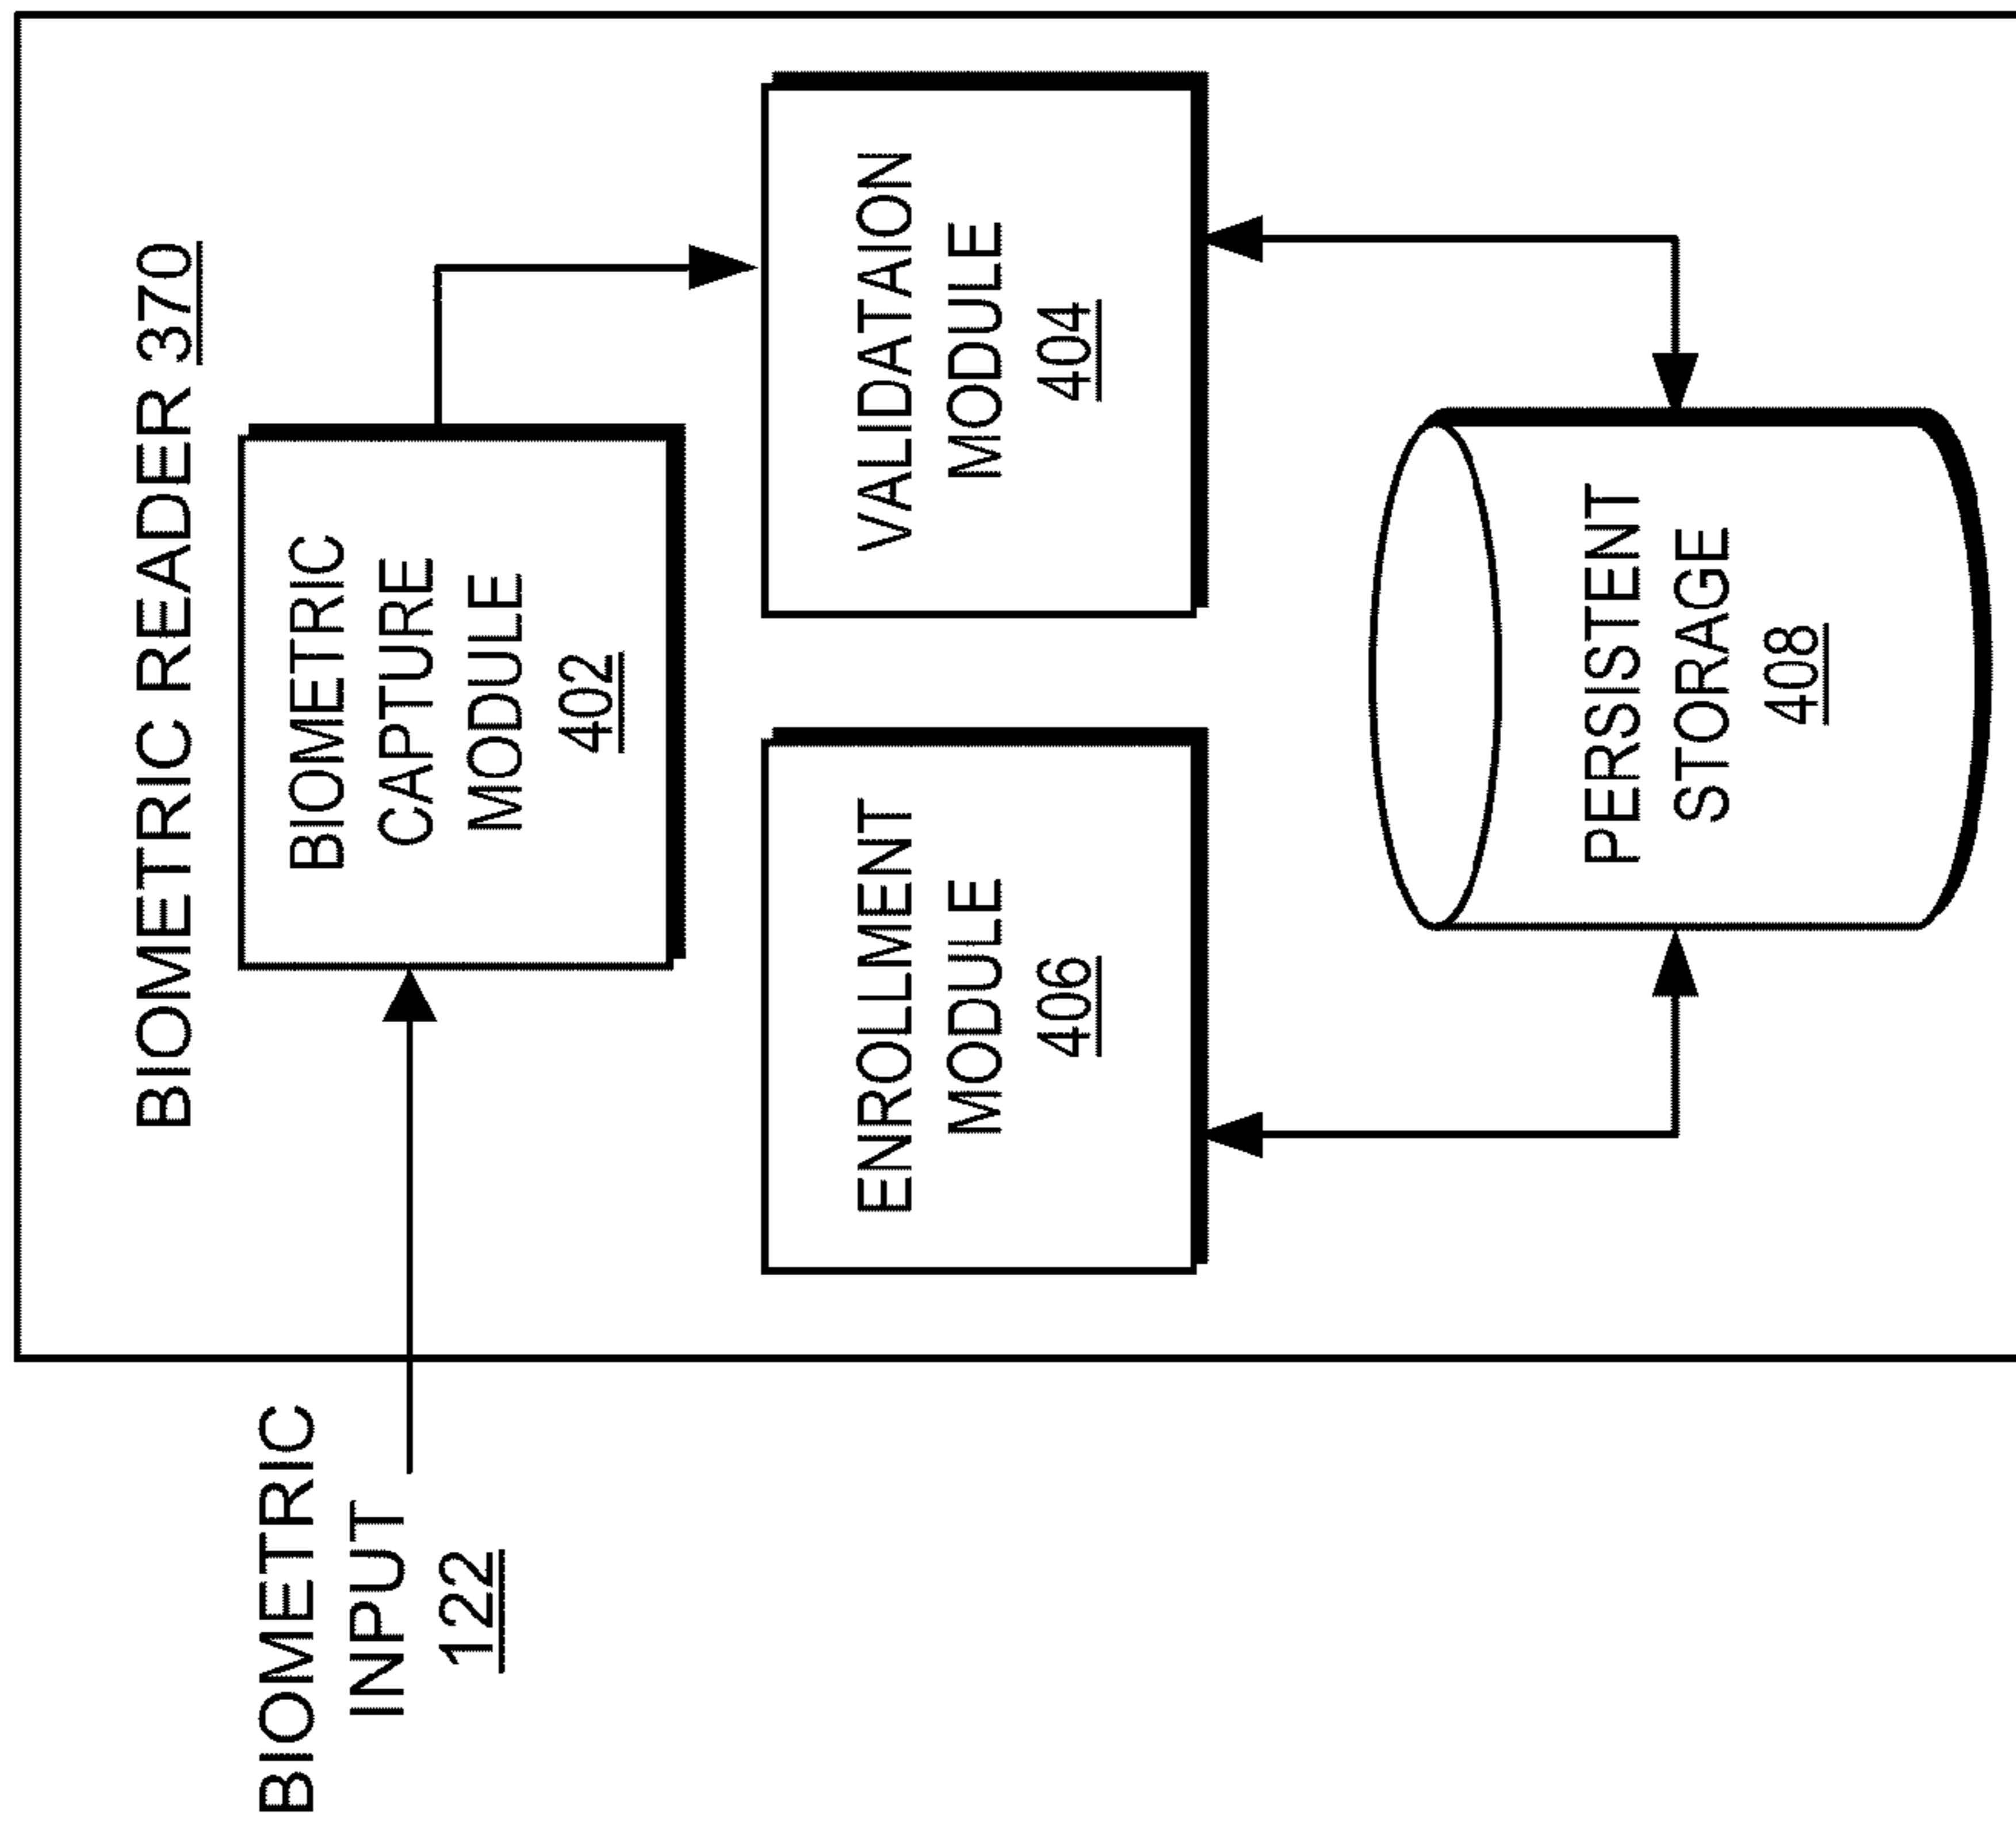 BIOMETRIC READER 370
BIOMETRIC
INPUT
122
BIOMETRIC
CAPTURE
MODULE
402
ENROLLMENT
MODULE
406
VALIDATAION
MODULE
404
PERSISTENT
STORAGE
408